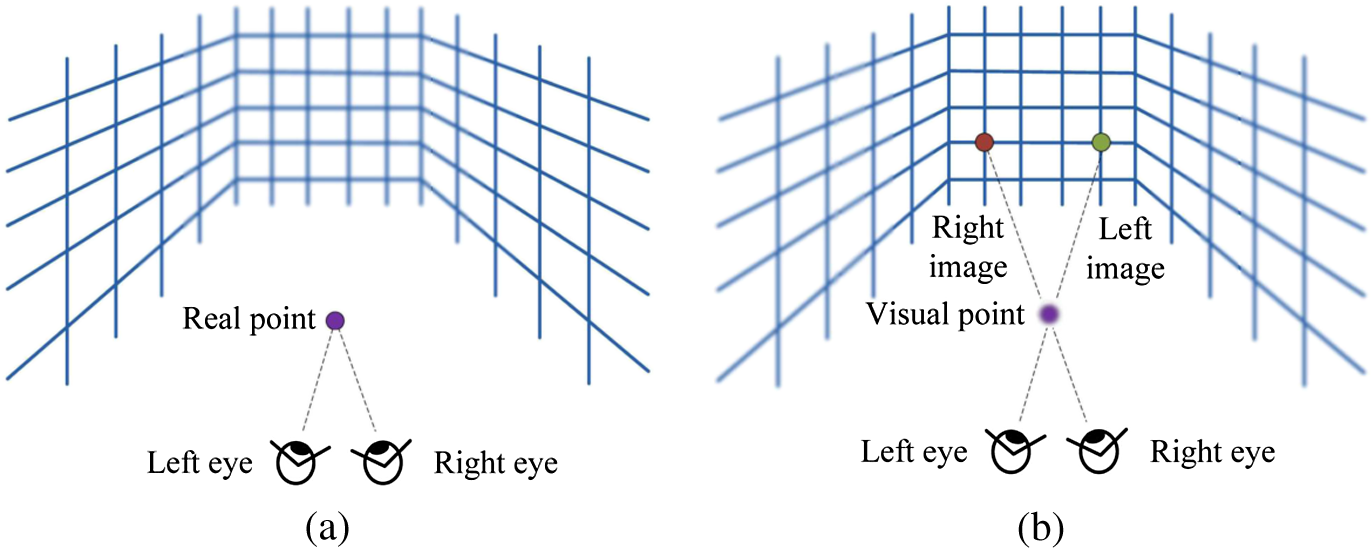 Real point
Left eye
Right eye
(a)
Right
image
Left
image
Visual point
Left eye
Right eye
(b)